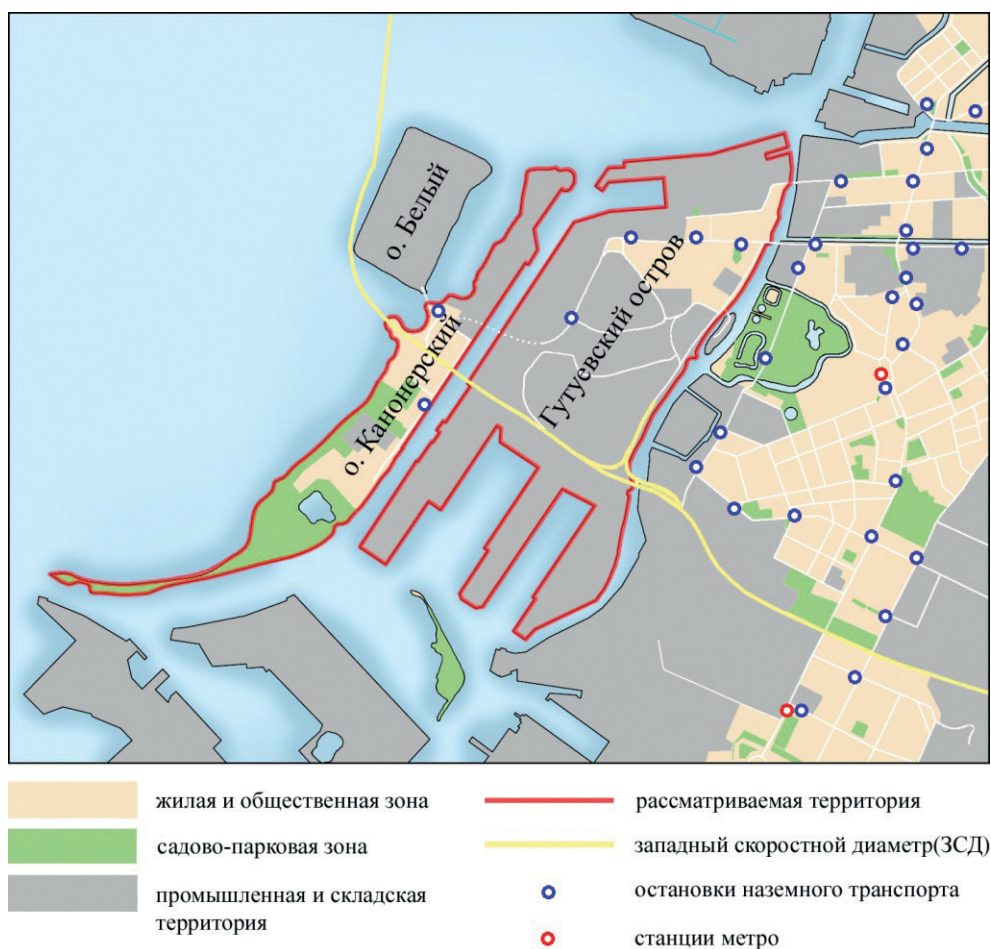 о. Белый
о. Канонерский
Гутуевский остров
жилая и общественная зона
садово-парковая зона
промышленная и складская
территория
рассматриваемая территория
западный скоростной диаметр(ЗСД)
остановки наземного транспорта
станции метро